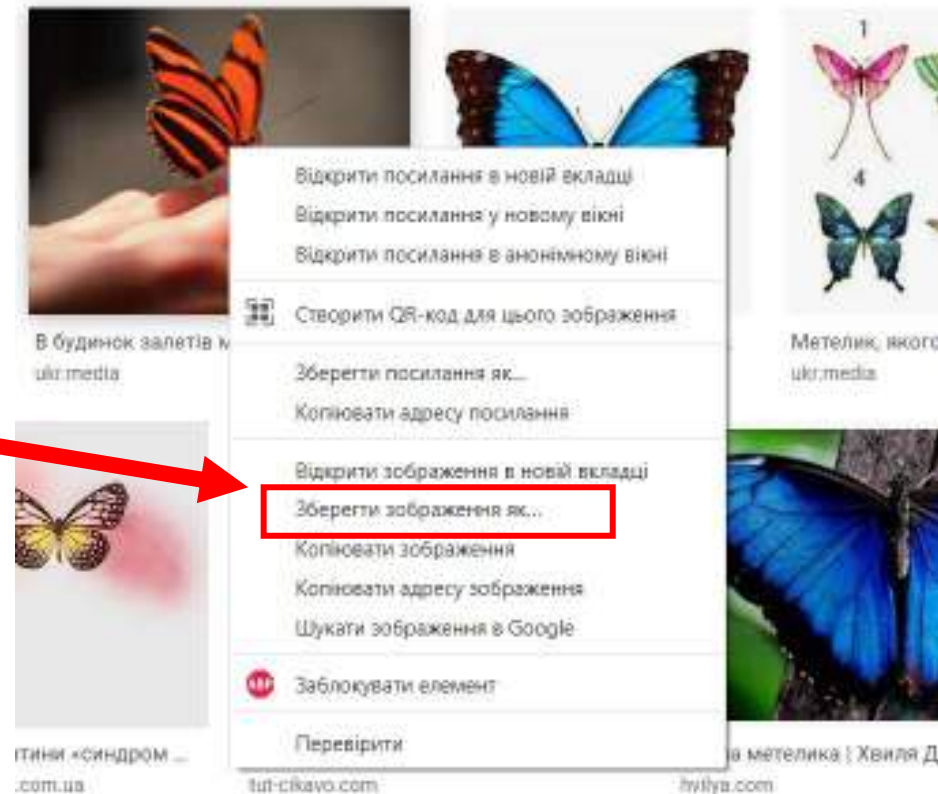 1
4
Відкрити посилання в новій вкладці
Відкрити посилання у новому вікні
Відкрити посилання в анонімному вікні
Створити QR-код для цього зображення
В будинок залетів м
ukr.media
Метелик, якого
ukr.media
Зберегти посилання як...
Копіювати адресу посилання
Відкрити зображення в новій вкладці
Зберегти зображення як...
Копіювати зображення
Копіювати адресу зображення
Шукати зображення в Google
ABP
Заблокувати елемент
Перевірити
тини «синдром ...
.com.ua
tut-cikavo.com
а метелика | Хвиля Д
hvilya.com